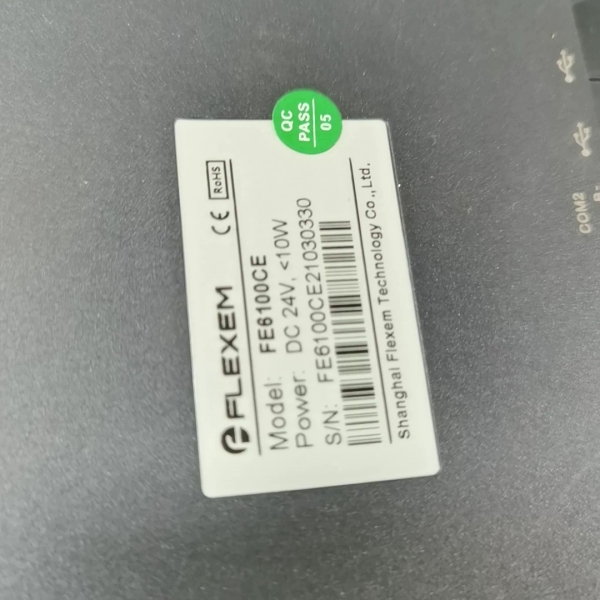 QC
PASS
05
FLEXEM
CE RoHS
Model: FE6100CE
Power: DC 24V, <10W
S/N: FE6100CE21030330
Shanghai Flexem Technology Co.,Ltd.
COM2